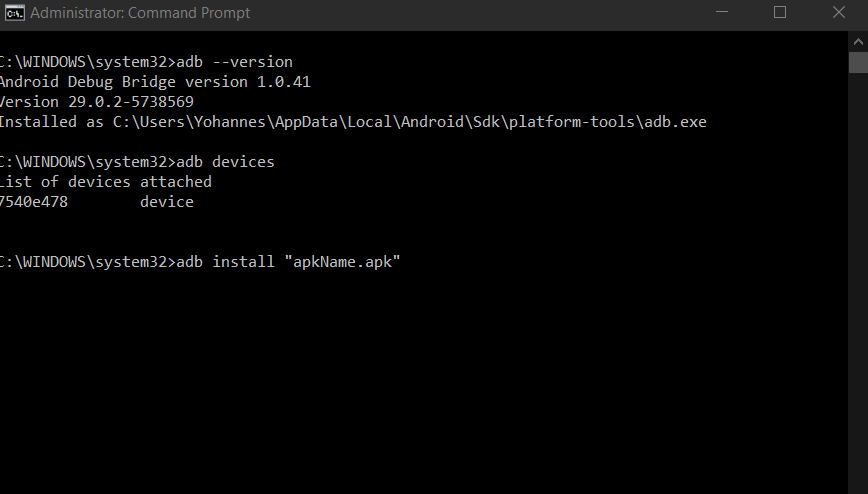 Administrator: Command Prompt
C:\WINDOWS\system32>adb --version
Android Debug Bridge version 1.0.41
Version 29.0.2-5738569
Installed as C:\Users\Yohannes\AppData\Local\Android\Sdk\platform-tools\adb.exe
C:\WINDOWS\system32>adb devices
List of devices attached
7540e478        device
C:\WINDOWS\system32>adb install "apkName.apk"